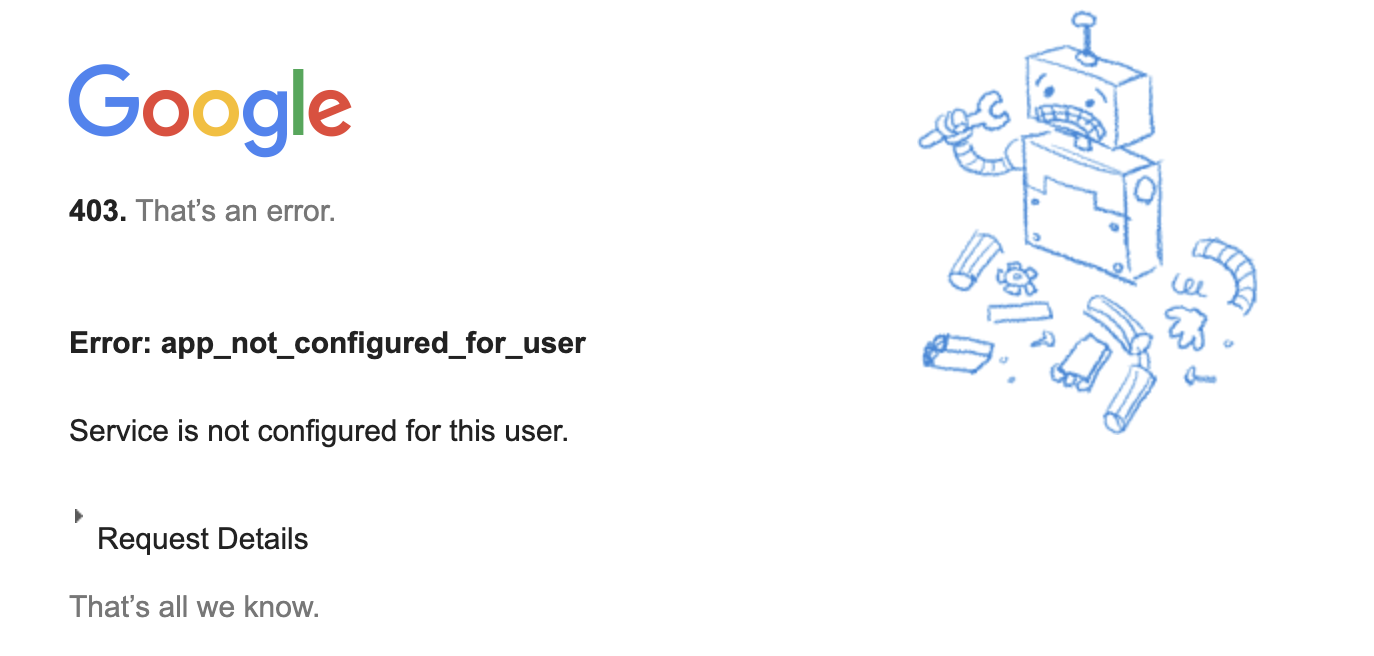 Google
403. That’s an error.
Error: app_not_configured_for_user
Service is not configured for this user.
Request Details
That’s all we know.